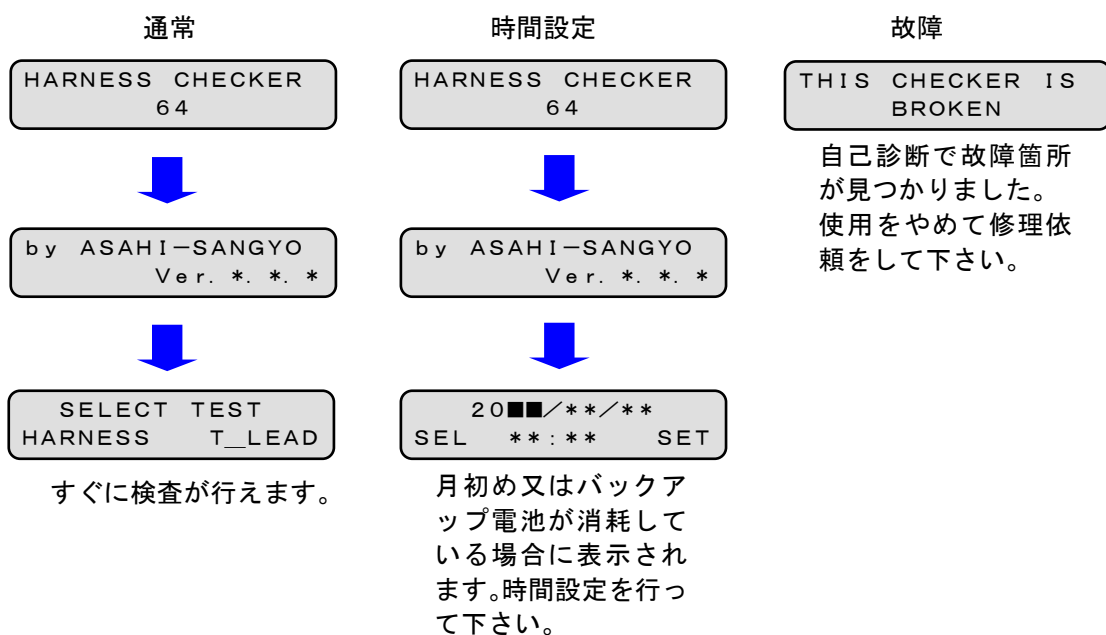 通常
HARNESS CHECKER
64
by ASAHI-SANGYO
Ver. *. *. *
SELECT TEST
HARNESS T_LEAD
すぐに検査が行えます。
時間設定
HARNESS CHECKER
64
by ASAHI-SANGYO
Ver. *. *. *
20■■/**/**
SEL **:** SET
月初め又はバックア
ップ電池が消耗して
いる場合に表示され
ます。時間設定を行っ
て下さい。
故障
THIS CHECKER IS
BROKEN
自己診断で故障箇所
が見つかりました。
使用をやめて修理依
頼をして下さい。